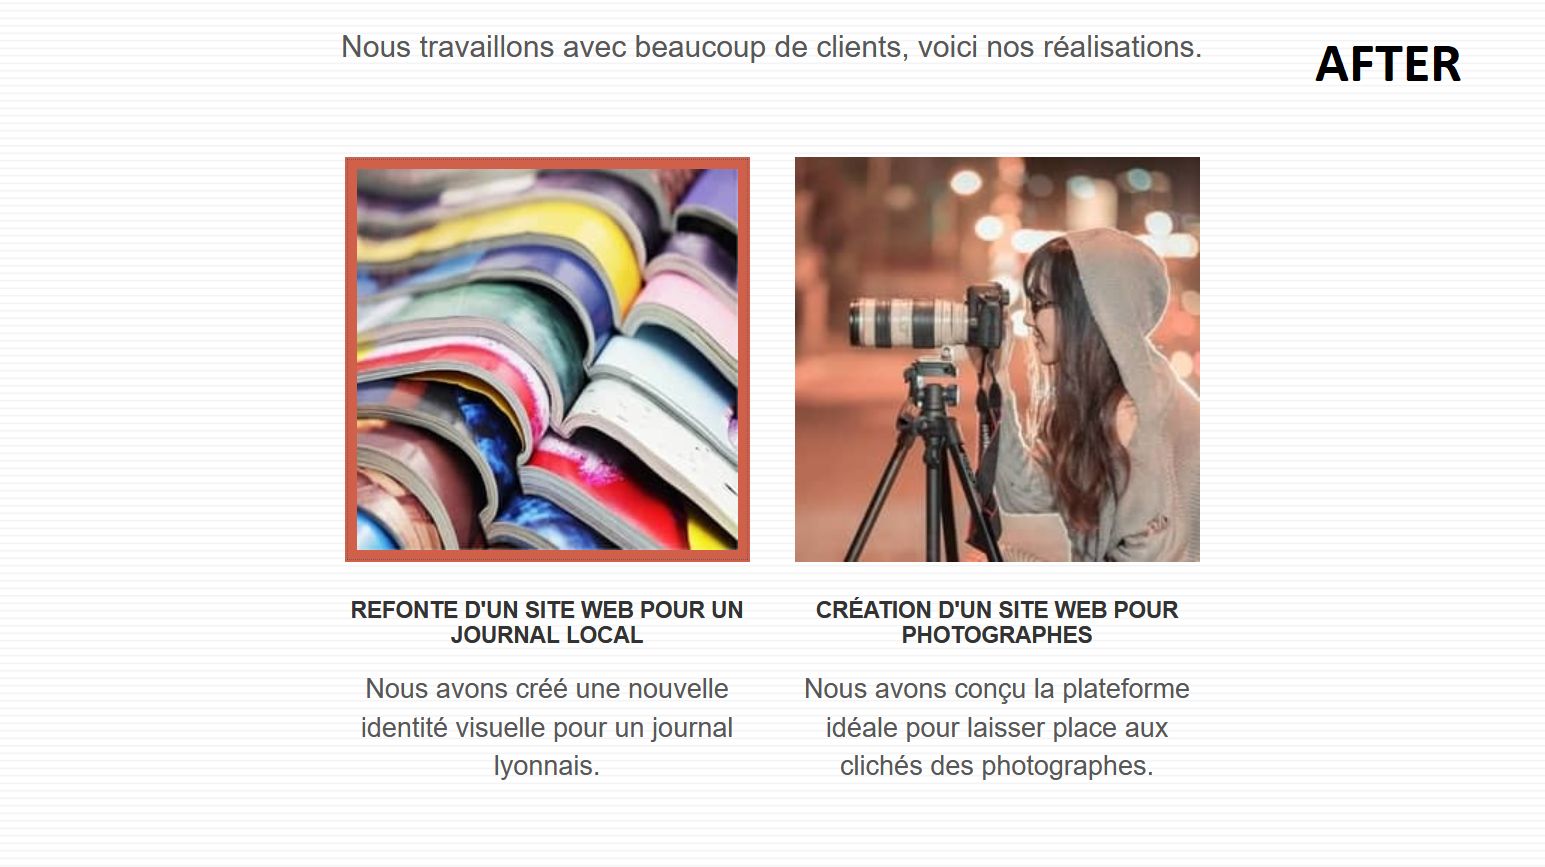 Nous travaillons avec beaucoup de clients, voici nos réalisations.
AFTER
REFONTE D'UN SITE WEB POUR UN
JOURNAL LOCAL
Nous avons créé une nouvelle
identité visuelle pour un journal
lyonnais.
CRÉATION D'UN SITE WEB POUR
PHOTOGRAPHES
Nous avons conçu la plateforme
idéale pour laisser place aux
clichés des photographes.